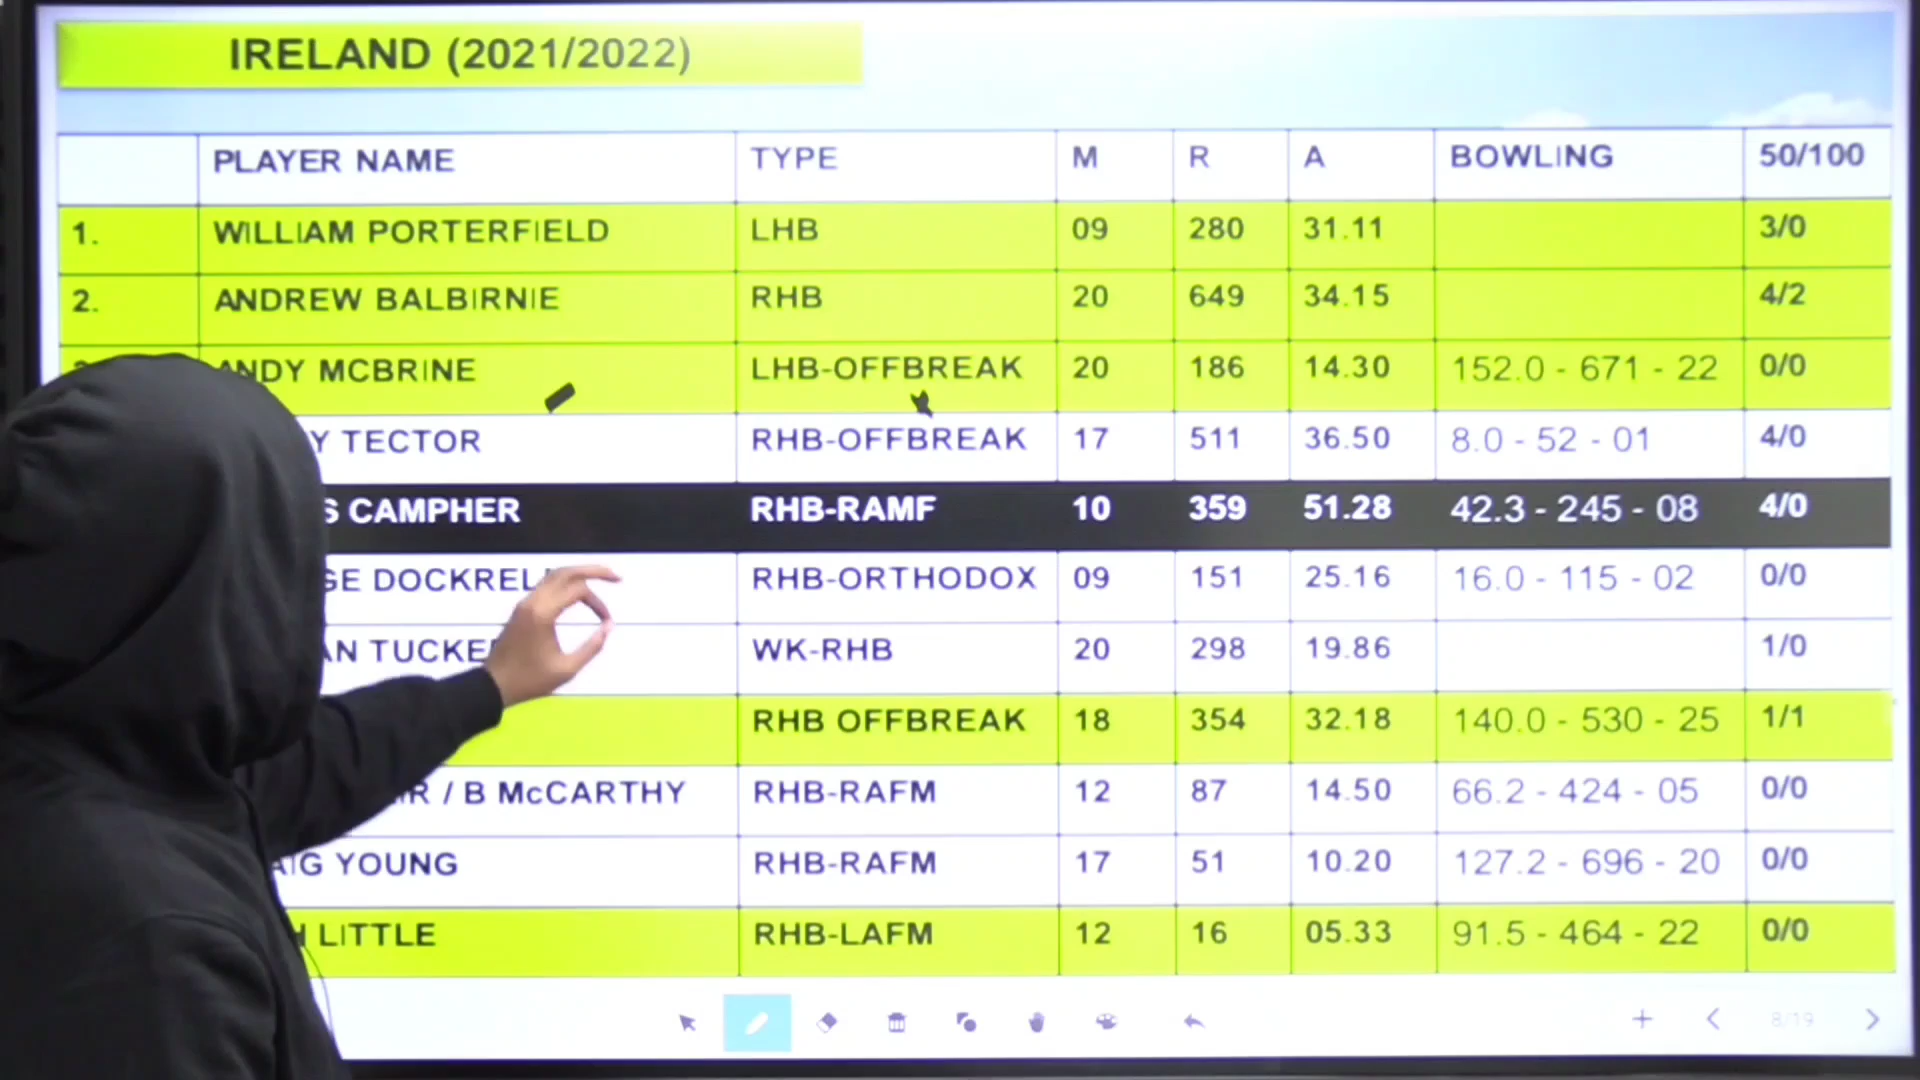 IRELAND (2021/2022)
PLAYER NAME TYPE M R A BOWLING 50/100
1. WILLIAM PORTERFIELD LHB 09 280 31.11 3/0
2. ANDREW BALBIRNIE RHB 20 649 34.15 4/2
ANDY MCBRINE LHB-OFFBREAK 20 186 14.30 152.0 - 671 - 22 0/0
Y TECTOR RHB-OFFBREAK 17 511 36.50 8.0 - 52 - 01 4/0
S CAMPHER RHB-RAMF 10 359 51.28 42.3 - 245 - 08 4/0
GE DOCKRELL RHB-ORTHODOX 09 151 25.16 16.0 - 115 - 02 0/0
AN TUCKER WK-RHB 20 298 19.86 1/0
RHB OFFBREAK 18 354 32.18 140.0 - 530 - 25 1/1
IR / B McCARTHY RHB-RAFM 12 87 14.50 66.2 - 424 - 05 0/0
AIG YOUNG RHB-RAFM 17 51 10.20 127.2 - 696 - 20 0/0
H LITTLE RHB-LAFM 12 16 05.33 91.5 - 464 - 22 0/0
8/19